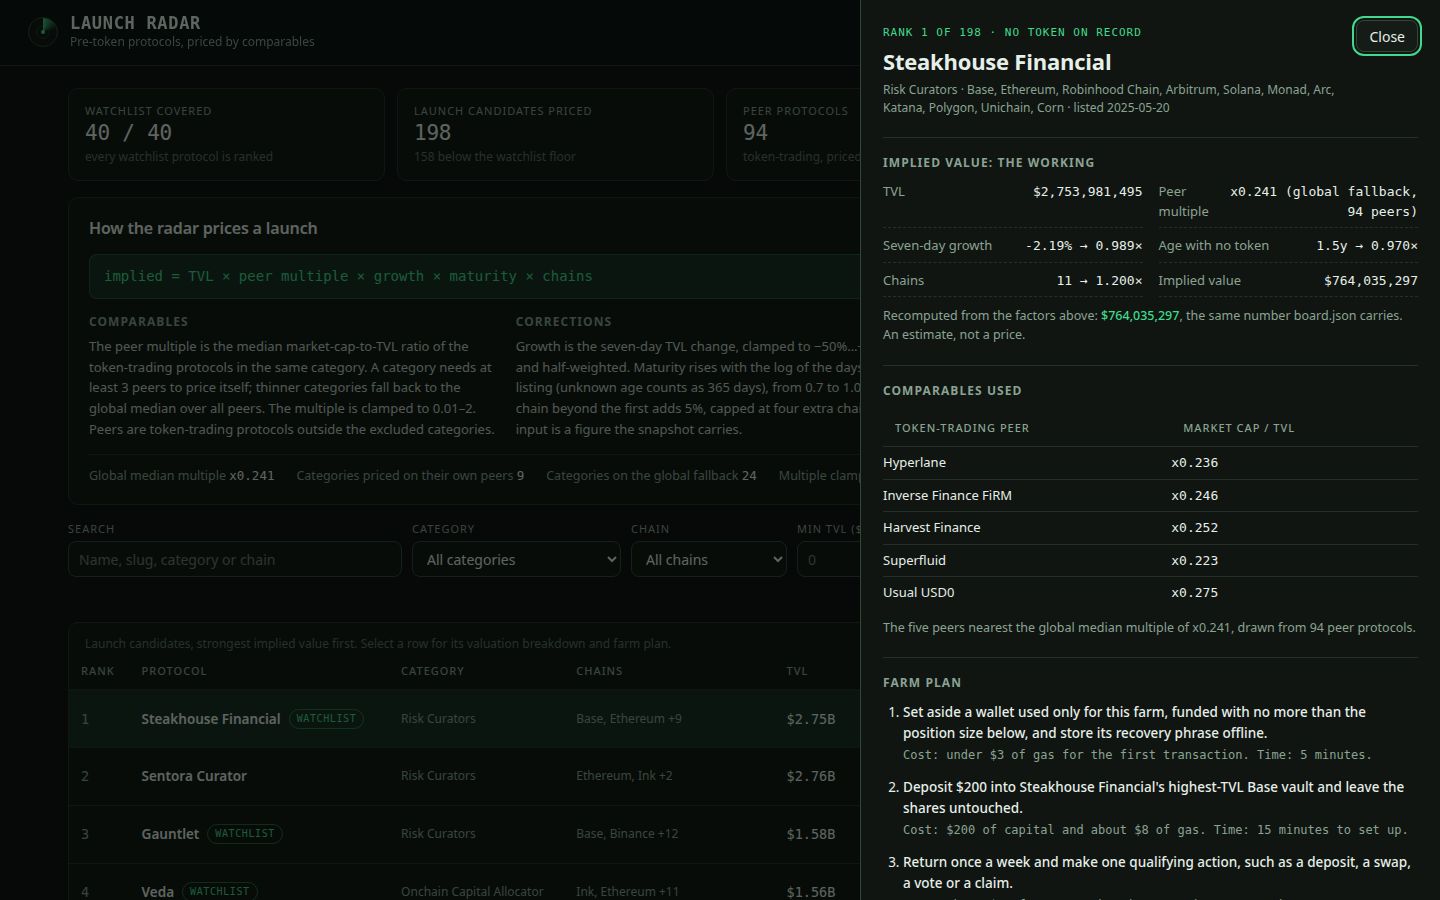 LAUNCH RADAR
Pre-token protocols, priced by comparables
WATCHLIST COVERED
40 / 40
every watchlist protocol is ranked
LAUNCH CANDIDATES PRICED
198
158 below the watchlist floor
PEER PROTOCOLS
94
token-trading, priced
How the radar prices a launch
implied = TVL × peer multiple × growth × maturity × chains
COMPARABLES
The peer multiple is the median market-cap-to-TVL ratio of the
token-trading protocols in the same category. A category needs at
least 3 peers to price itself; thinner categories fall back to the
global median over all peers. The multiple is clamped to 0.01–2.
Peers are token-trading protocols outside the excluded categories.
CORRECTIONS
Growth is the seven-day TVL change, clamped to −50%…
and half-weighted. Maturity rises with the log of the days
listing (unknown age counts as 365 days), from 0.7 to 1.0
chain beyond the first adds 5%, capped at four extra chai
input is a figure the snapshot carries.
Global median multiple x0.241
Categories priced on their own peers 9
Categories on the global fallback 24
Multiple clamp
SEARCH
Name, slug, category or chain
CATEGORY
All categories
CHAIN
All chains
MIN TVL ($
0
Launch candidates, strongest implied value first. Select a row for its valuation breakdown and farm plan.
RANK PROTOCOL CATEGORY CHAINS TVL
1 Steakhouse Financial WATCHLIST Risk Curators Base, Ethereum +9 $2.75B
2 Sentora Curator Risk Curators Ethereum, Ink +2 $2.76B
3 Gauntlet WATCHLIST Risk Curators Base, Binance +12 $1.58B
4 Veda WATCHLIST Onchain Capital Allocator Ink, Ethereum +11 $1.56B
RANK 1 OF 198 · NO TOKEN ON RECORD
Close
Steakhouse Financial
Risk Curators · Base, Ethereum, Robinhood Chain, Arbitrum, Solana, Monad, Arc,
Katana, Polygon, Unichain, Corn · listed 2025-05-20
IMPLIED VALUE: THE WORKING
TVL $2,753,981,495
Peer multiple x0.241 (global fallback, 94 peers)
Seven-day growth -2.19% → 0.989×
Age with no token 1.5y → 0.970×
Chains 11 → 1.200×
Implied value $764,035,297
Recomputed from the factors above: $764,035,297, the same number board.json carries.
An estimate, not a price.
COMPARABLES USED
TOKEN-TRADING PEER MARKET CAP / TVL
Hyperlane x0.236
Inverse Finance FiRM x0.246
Harvest Finance x0.252
Superfluid x0.223
Usual USD0 x0.275
The five peers nearest the global median multiple of x0.241, drawn from 94 peer protocols.
FARM PLAN
1. Set aside a wallet used only for this farm, funded with no more than the
position size below, and store its recovery phrase offline.
Cost: under $3 of gas for the first transaction. Time: 5 minutes.
2. Deposit $200 into Steakhouse Financial's highest-TVL Base vault and leave the
shares untouched.
Cost: $200 of capital and about $8 of gas. Time: 15 minutes to set up.
3. Return once a week and make one qualifying action, such as a deposit, a swap,
a vote or a claim.